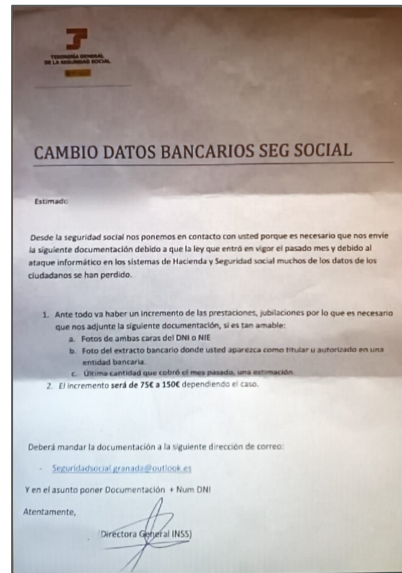 TESORERÍA GENERAL
DE LA SEGURIDAD SOCIAL
CAMBIO DATOS BANCARIOS SEG SOCIAL
Estimado
Desde la seguridad social nos ponemos en contacto con usted porque es necesario que nos envíe
la siguiente documentación debido a que la ley que entró en vigor el pasado mes y debido al
ataque informático en los sistemas de Hacienda y Seguridad social muchos de los datos de los
ciudadanos se han perdido.
1. Ante todo va haber un incremento de las prestaciones, jubilaciones por lo que es necesario
que nos adjunte la siguiente documentación, si es tan amable:
a. Fotos de ambas caras del DNI o NIE
b. Foto del extracto bancario donde usted aparezca como titular u autorizado en una
entidad bancaria.
c. Última cantidad que cobró el mes pasado, una estimación.
2. El incremento será de 75€ a 150€ dependiendo el caso.
Deberá mandar la documentación a la siguiente dirección de correo:
- Seguridadsocial.granada@outlook.es
Y en el asunto poner Documentación + Num DNI
Atentamente,
(Directora General INSS)